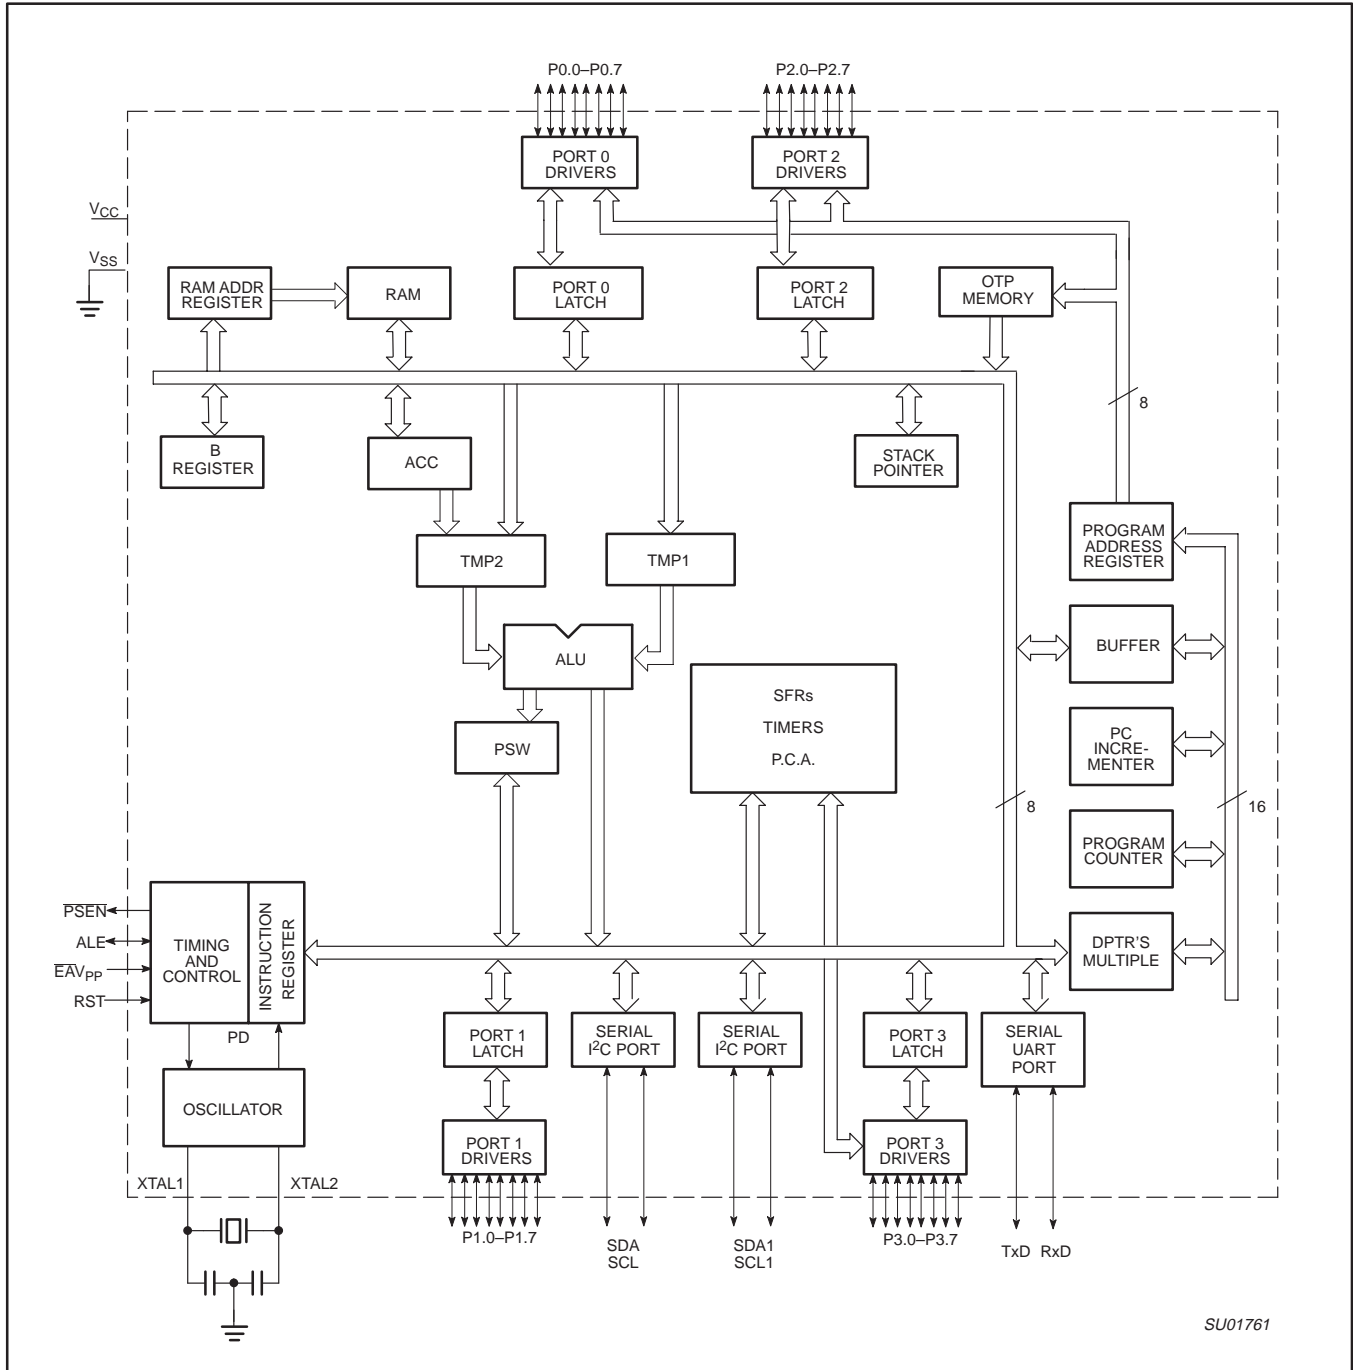 P0.0–P0.7
P2.0–P2.7
PORT 0
DRIVERS
PORT 2
DRIVERS
VCC
VSS
RAM ADDR
REGISTER
RAM
PORT 0
LATCH
PORT 2
LATCH
OTP
MEMORY
8
B
REGISTER
ACC
STACK
POINTER
PROGRAM
ADDRESS
REGISTER
TMP2
TMP1
BUFFER
ALU
SFRs
TIMERS
P.C.A.
PSW
PC
INCRE-
MENTER
8
16
PROGRAM
COUNTER
PSEN
ALE
EAVPP
RST
TIMING
AND
CONTROL
INSTRUCTION
REGISTER
DPTR'S
MULTIPLE
PD
PORT 1
LATCH
SERIAL
I2C PORT
SERIAL
I2C PORT
PORT 3
LATCH
SERIAL
UART
PORT
OSCILLATOR
PORT 1
DRIVERS
PORT 3
DRIVERS
XTAL1
XTAL2
P1.0–P1.7
SDA
SCL
SDA1
SCL1
P3.0–P3.7
TxD RxD
SU01761